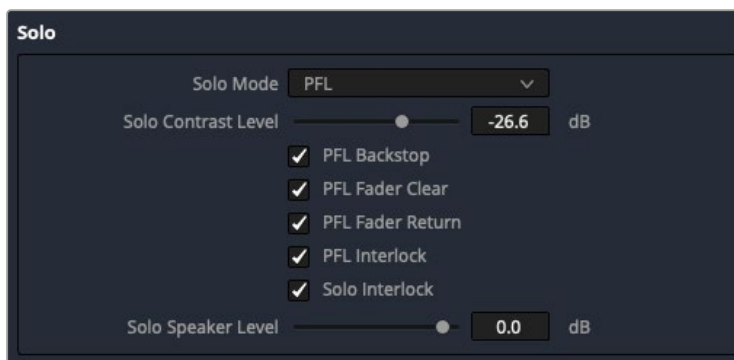 Solo
Solo Mode PFL
Solo Contrast Level -26.6 dB
PFL Backstop
PFL Fader Clear
PFL Fader Return
PFL Interlock
Solo Interlock
Solo Speaker Level 0.0 dB